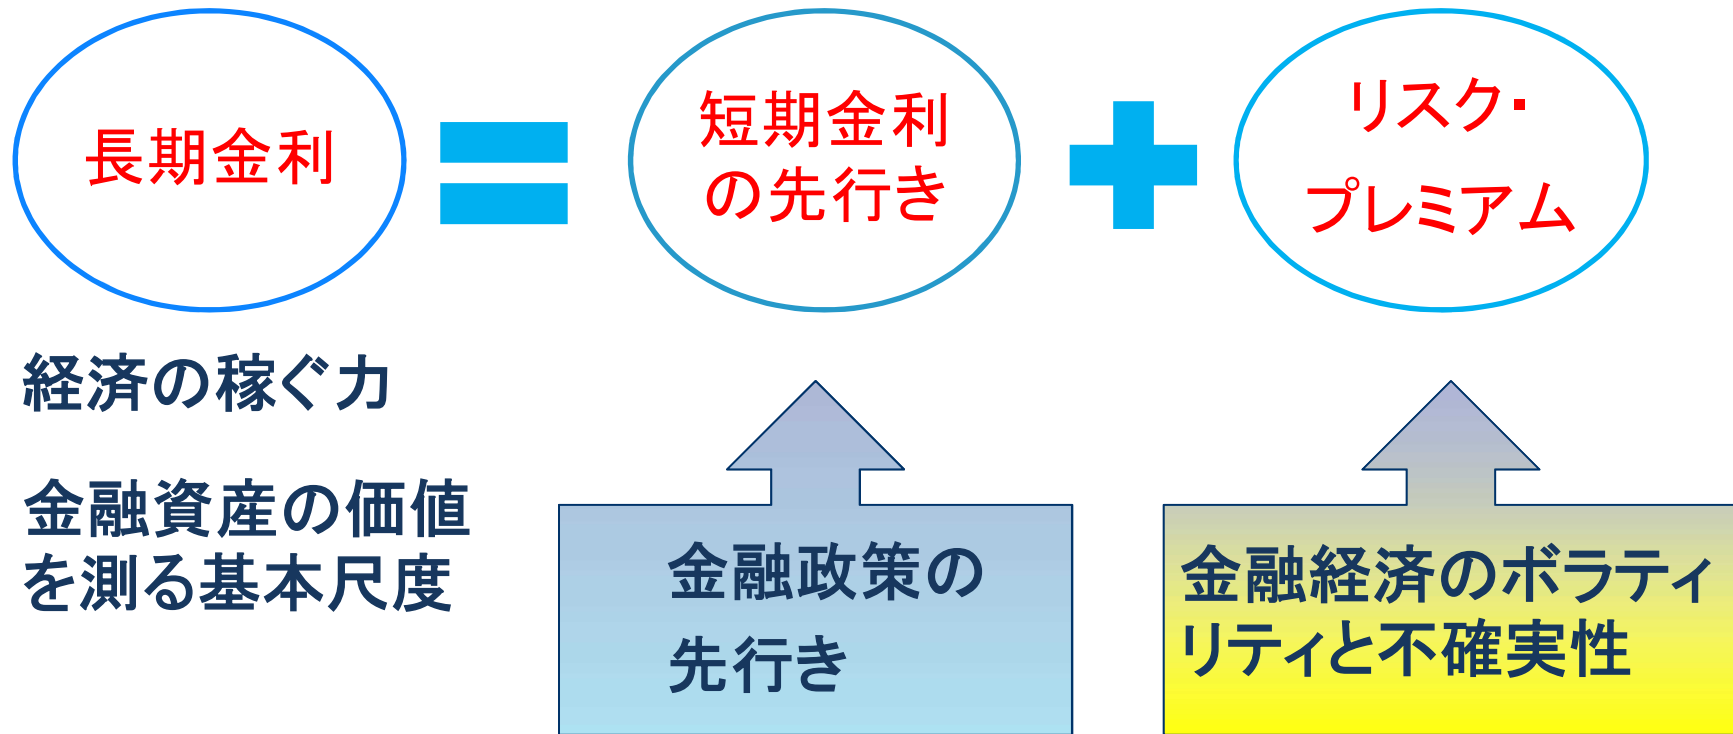 長期金利
短期金利
の先行き
リスク・
プレミアム
経済の稼ぐ力
金融資産の価値
を測る基本尺度
金融政策の
先行き
金融経済のボラティ
リティと不確実性